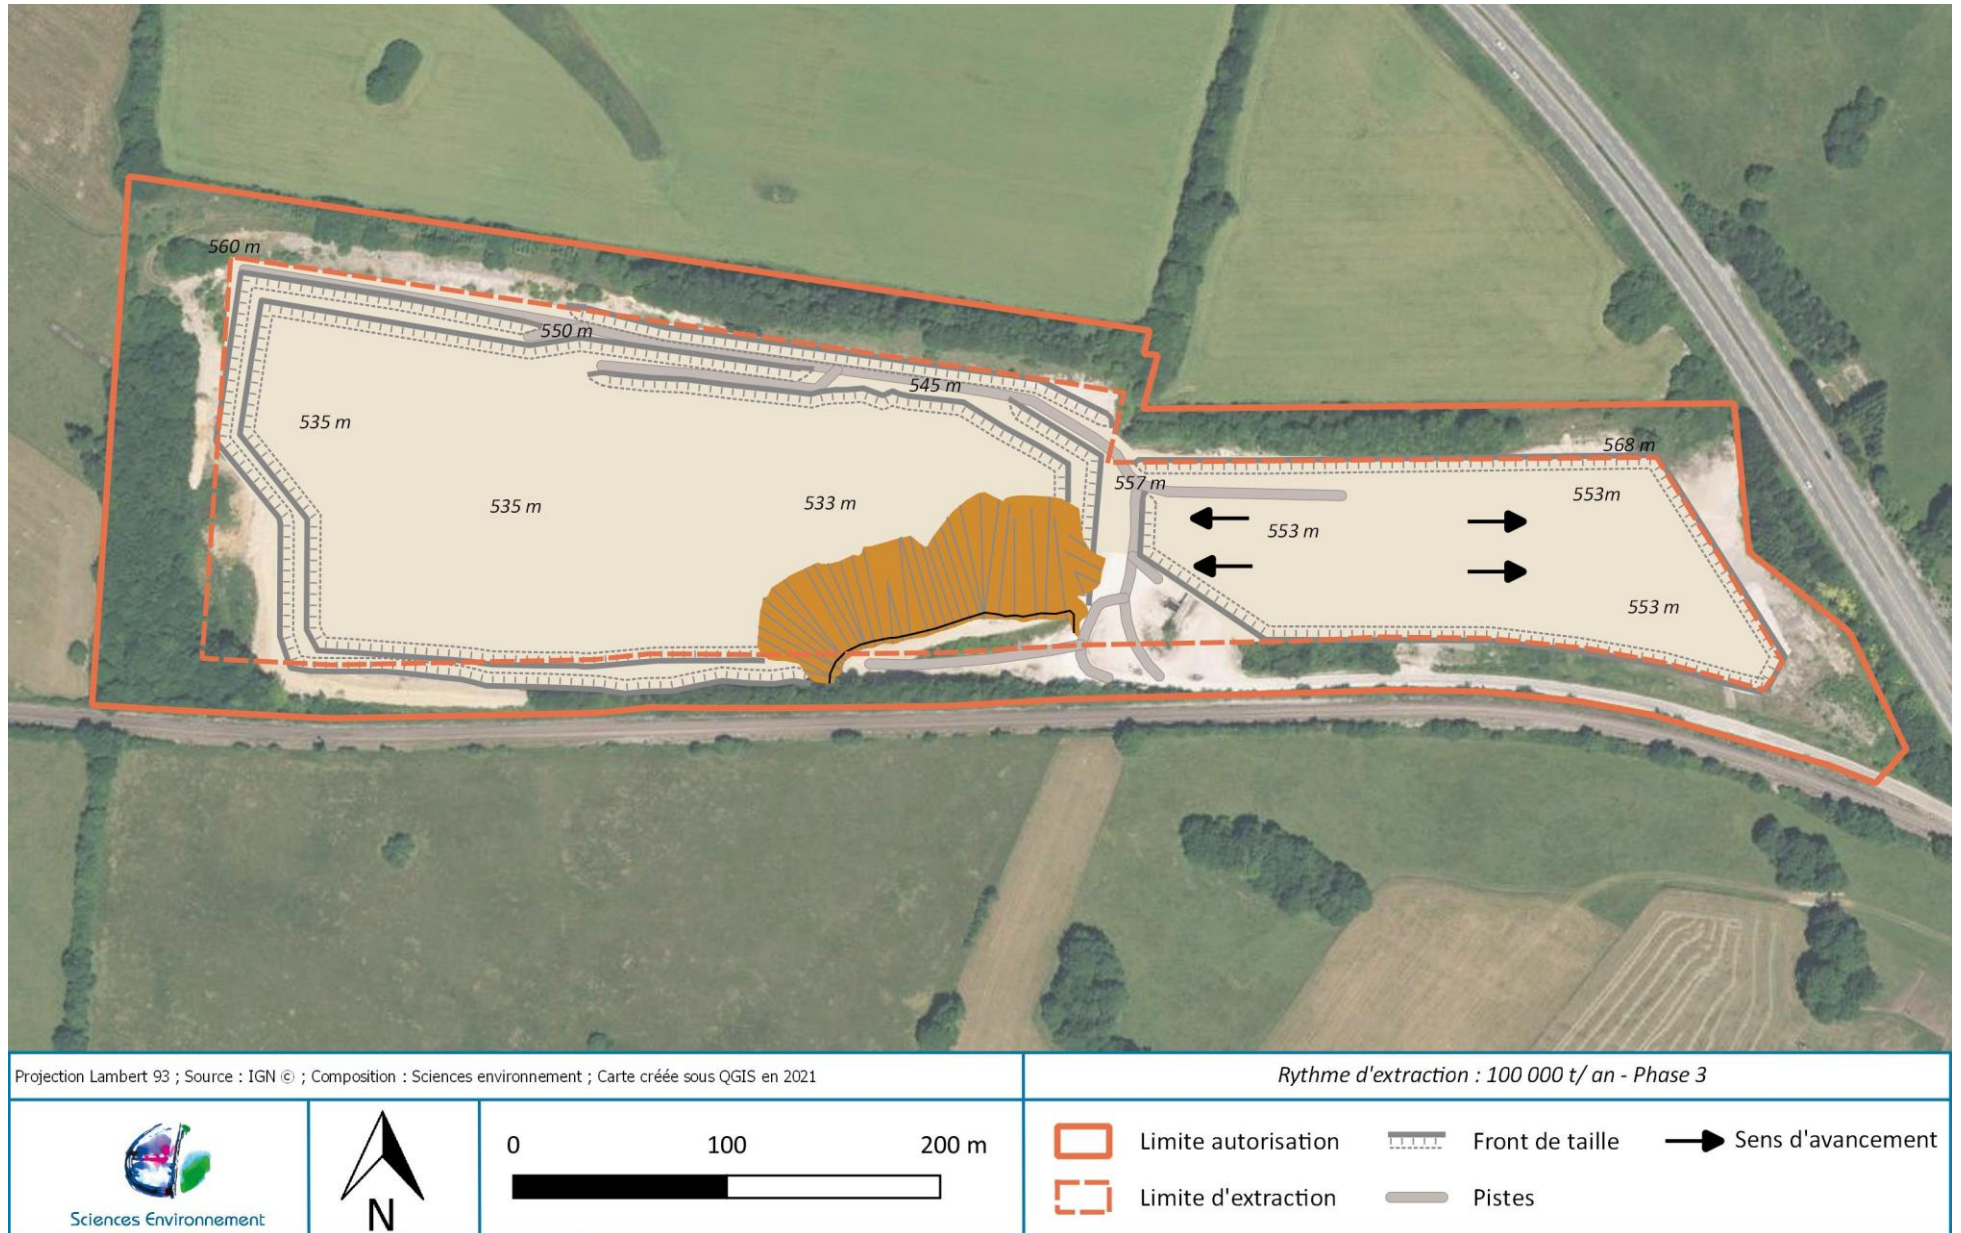 560 m
550 m
545 m
535 m
568 m
557 m
553m
535 m
533 m
553 m
553 m
Projection Lambert 93 ; Source : IGN © ; Composition : Sciences environnement ; Carte créée sous QGIS en 2021
Rythme d'extraction : 100 000 t/ an - Phase 3
Sciences Environnement
N
0 100 200 m
Limite autorisation
Front de taille
Sens d'avancement
Limite d'extraction
Pistes